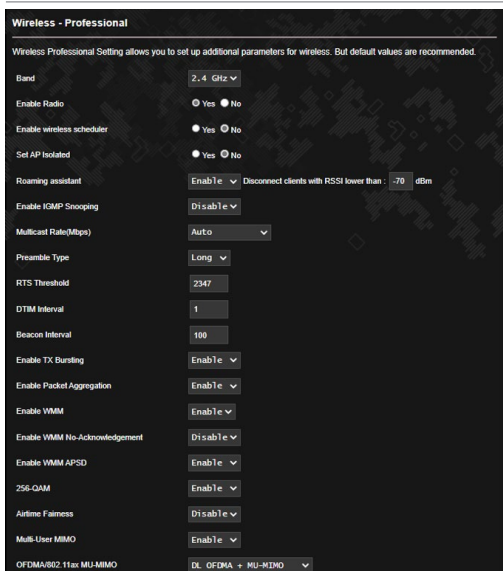 Wireless - Professional
Wireless Professional Setting allows you to set up additional parameters for wireless. But default values are recommended.
Band 2.4 GHz
Enable Radio Yes No
Enable wireless scheduler Yes No
Set AP Isolated Yes No
Roaming assistant Enable Disconnect clients with RSSI lower than : -70 dBm
Enable IGMP Snooping Disable
Multicast Rate(Mbps) Auto
Preamble Type Long
RTS Threshold 2347
DTIM Interval 1
Beacon Interval 100
Enable TX Bursting Enable
Enable Packet Aggregation Enable
Enable WMM Enable
Enable WMM No-Acknowledgement Disable
Enable WMM APSD Enable
256-QAM Enable
Airtime Fairness Disable
Multi-User MIMO Enable
OFDMA/802.11ax MU-MIMO DL OFDMA + MU-MIMO